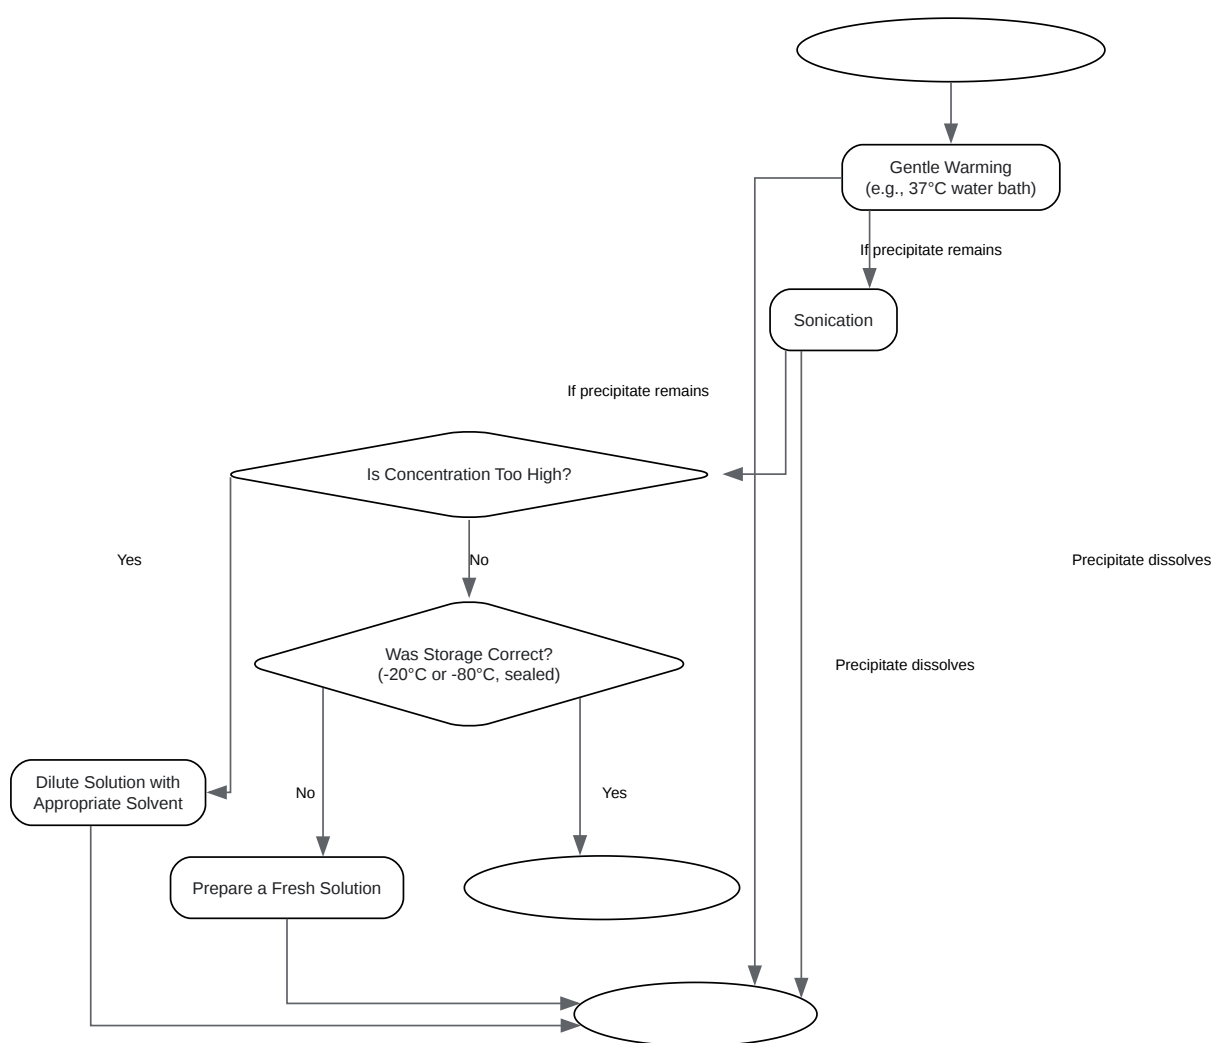 Gentle Warming
(e.g., 37°C water bath)
If precipitate remains
Sonication
If precipitate remains
Is Concentration Too High?
Yes
No
Precipitate dissolves
Was Storage Correct?
(-20°C or -80°C, sealed)
Precipitate dissolves
Dilute Solution with
Appropriate Solvent
No
Yes
Prepare a Fresh Solution